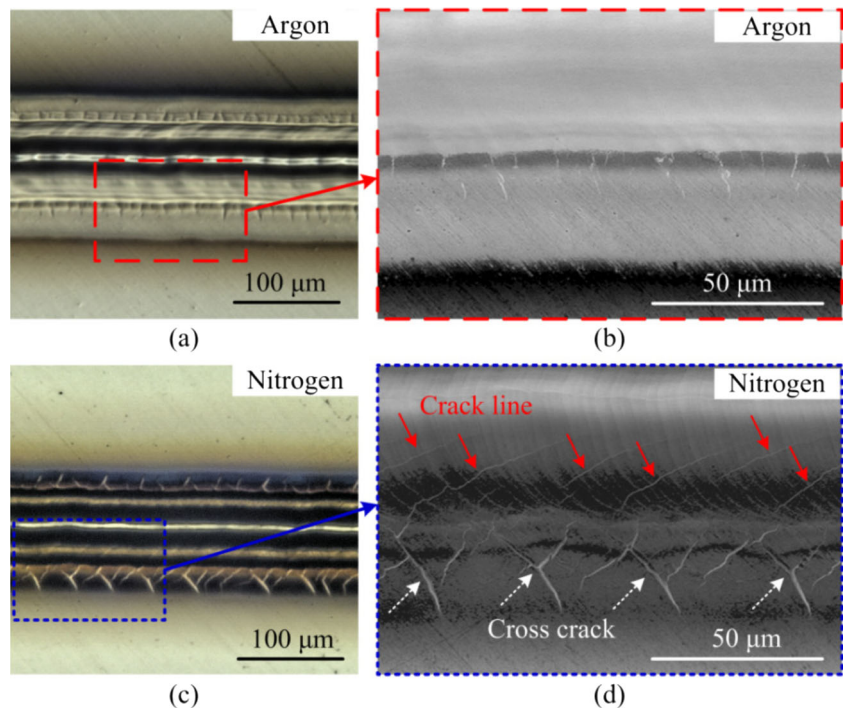 Argon
Argon
100 μm
50 μm
(a)
(b)
Nitrogen
Nitrogen
Crack line
Cross crack
100 μm
50 μm
(c)
(d)